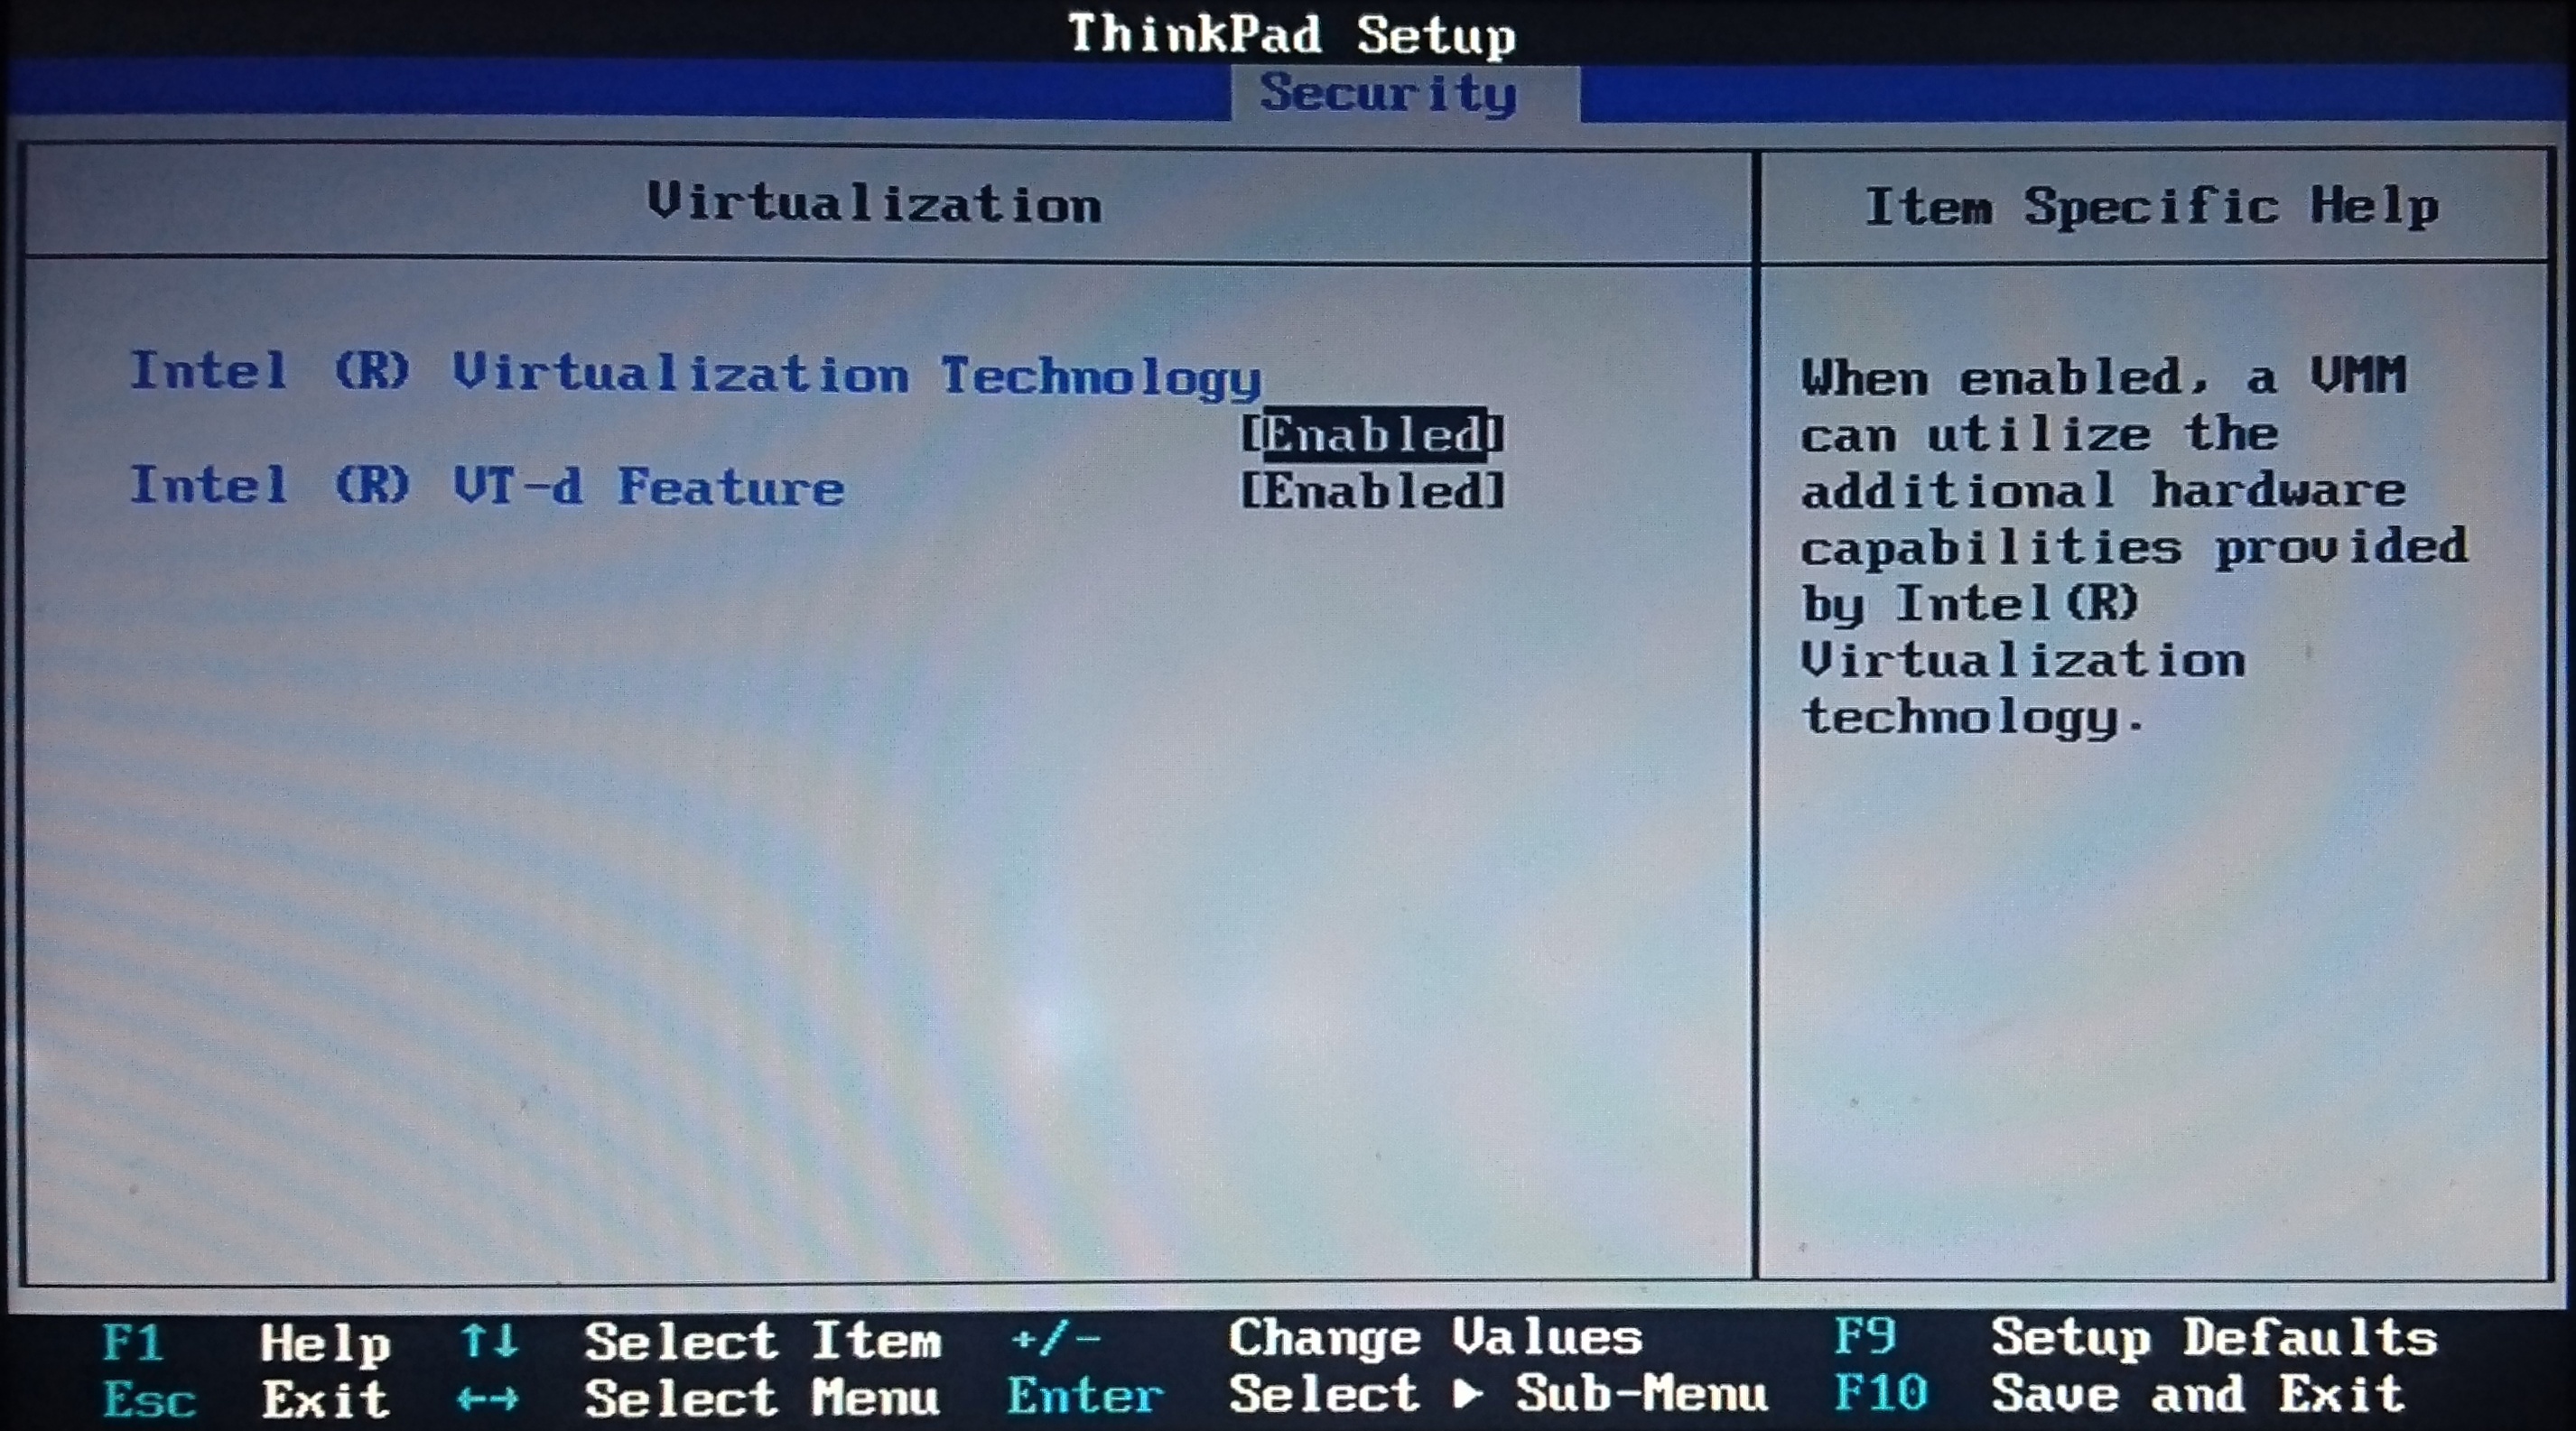 ThinkPad Setup
Security
Virtualization
Intel (R) Virtualization Technology
[Enabled]
Intel (R) VT-d Feature [Enabled]
Item Specific Help
When enabled, a VMM
can utilize the
additional hardware
capabilities provided
by Intel(R)
Virtualization
technology.
F1 Help ↑↓ Select Item +/- Change Values F9 Setup Defaults
Esc Exit ←→ Select Menu Enter Select ▶ Sub-Menu F10 Save and Exit